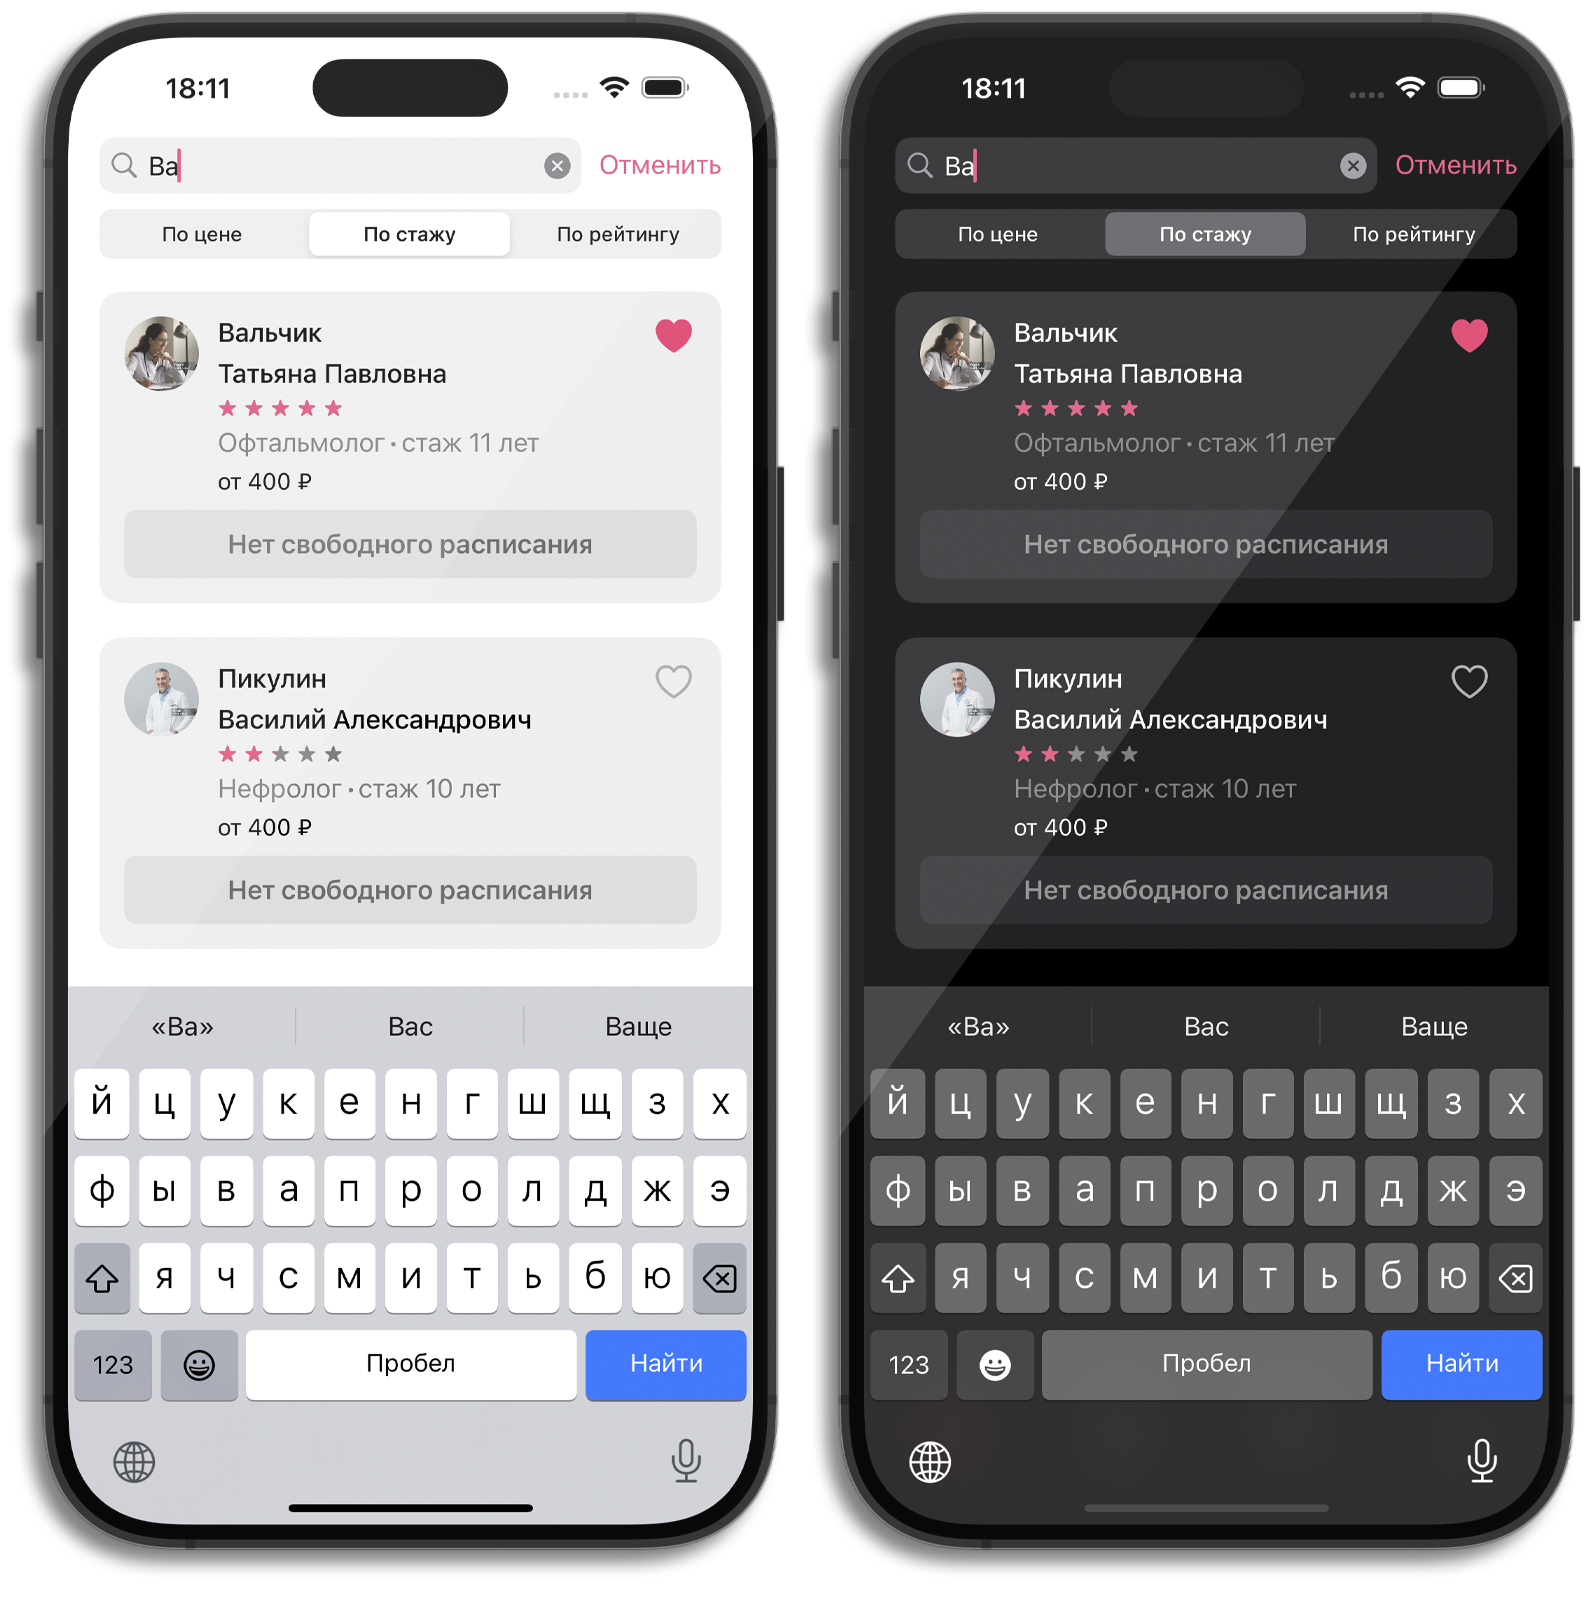 18:11
Ва
Отменить
По цене
По стажу
По рейтингу
Вальчик
Татьяна Павловна
Офтальмолог · стаж 11 лет
от 400 ₽
Нет свободного расписания
Пикулин
Василий Александрович
Нефролог · стаж 10 лет
от 400 ₽
Нет свободного расписания
«Ва» Вас Ваще
й ц у к е н г ш щ з х
ф ы в а п р о л д ж э
я ч с м и т ь б ю
123 Пробел Найти
18:11
Ва
Отменить
По цене
По стажу
По рейтингу
Вальчик
Татьяна Павловна
Офтальмолог · стаж 11 лет
от 400 ₽
Нет свободного расписания
Пикулин
Василий Александрович
Нефролог · стаж 10 лет
от 400 ₽
Нет свободного расписания
«Ва» Вас Ваще
й ц у к е н г ш щ з х
ф ы в а п р о л д ж э
я ч с м и т ь б ю
123 Пробел Найти